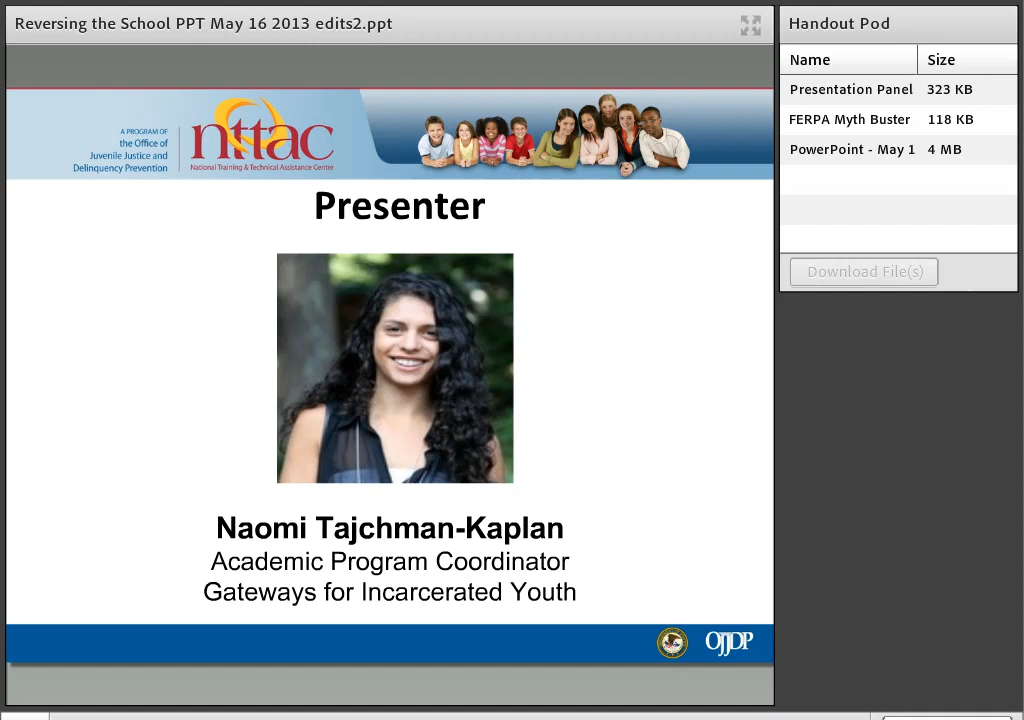 Reversing the School PPT May 16 2013 edits2.ppt
A PROGRAM OF
the Office of
Juvenile Justice and
Delinquency Prevention
nttac
National Training & Technical Assistance Center
Presenter
Naomi Tajchman-Kaplan
Academic Program Coordinator
Gateways for Incarcerated Youth
OJJDP
Handout Pod
Name Size
Presentation Panel 323 KB
FERPA Myth Buster 118 KB
PowerPoint - May 1 4 MB
Download File(s)